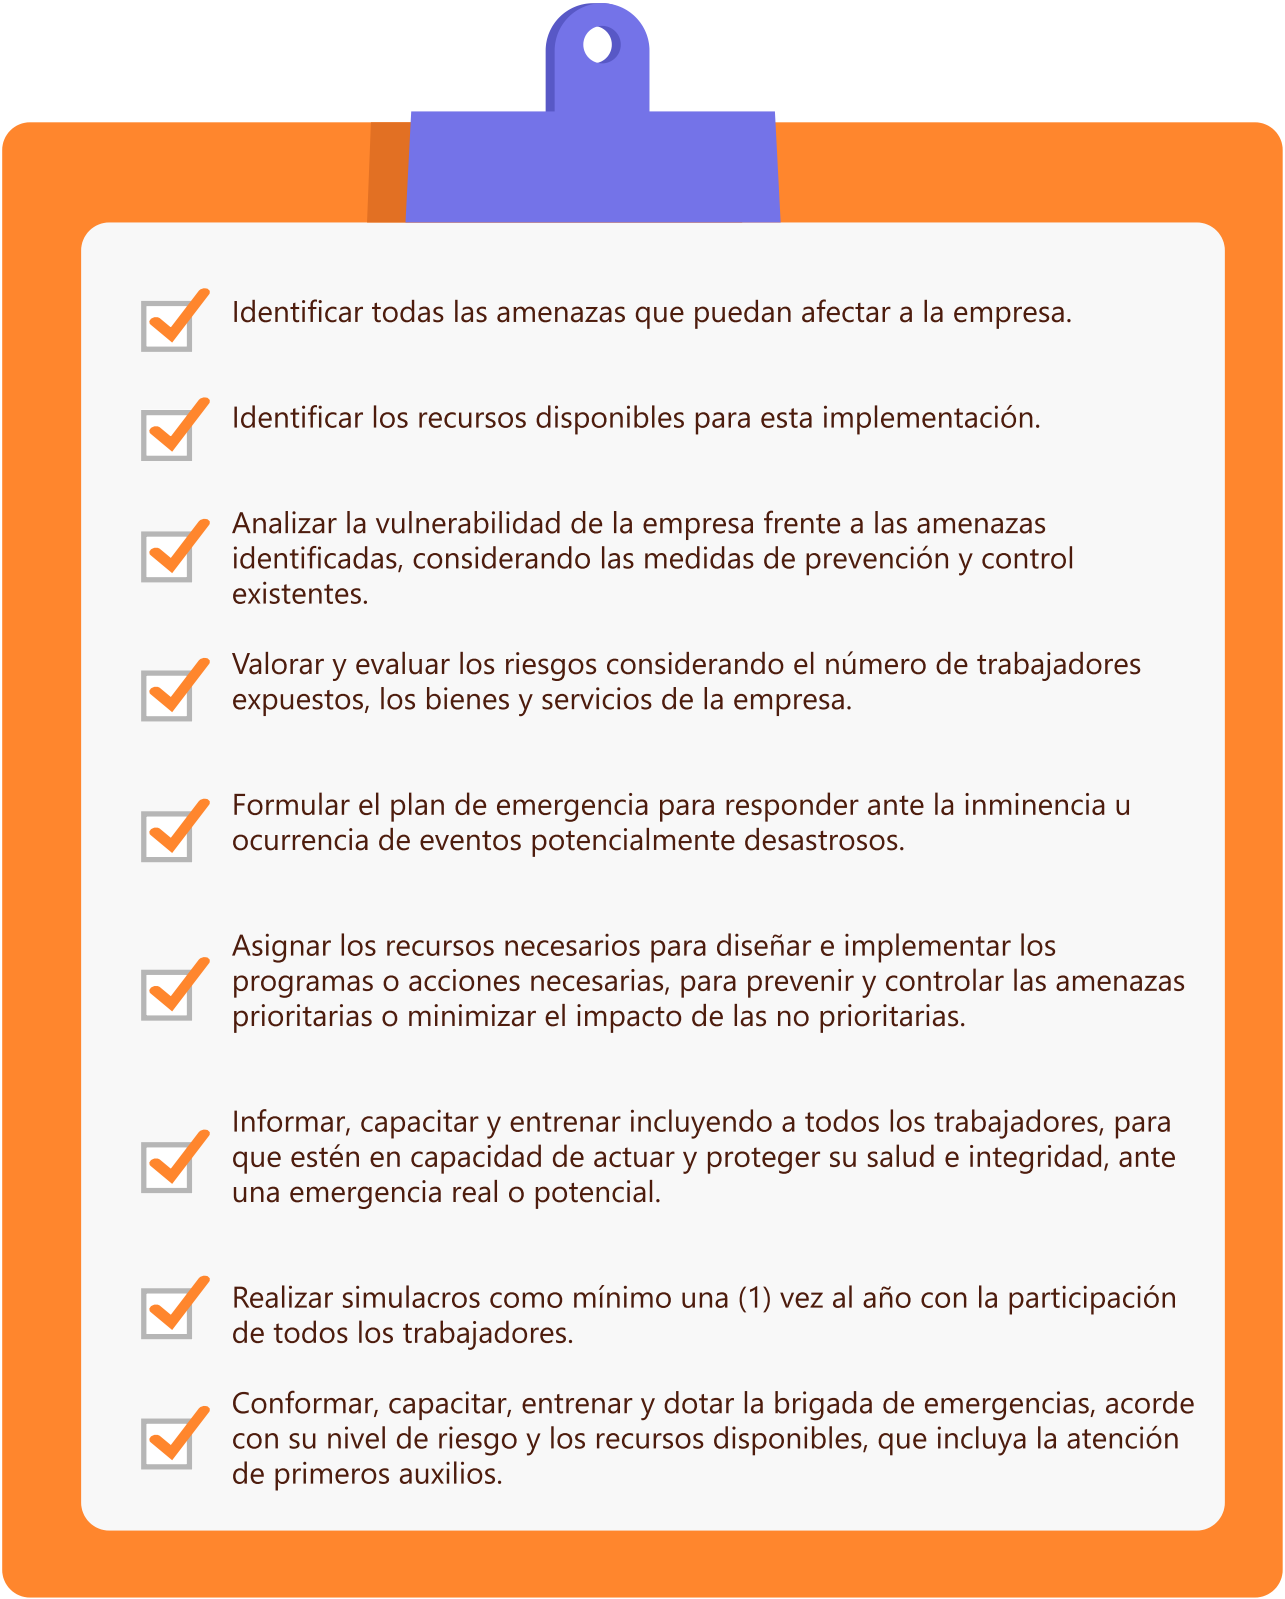 Identificar todas las amenazas que puedan afectar a la empresa.
Identificar los recursos disponibles para esta implementación.
Analizar la vulnerabilidad de la empresa frente a las amenazas
identificadas, considerando las medidas de prevención y control
existentes.
Valorar y evaluar los riesgos considerando el número de trabajadores
expuestos, los bienes y servicios de la empresa.
Formular el plan de emergencia para responder ante la inminencia u
ocurrencia de eventos potencialmente desastrosos.
Asignar los recursos necesarios para diseñar e implementar los
programas o acciones necesarias, para prevenir y controlar las amenazas
prioritarias o minimizar el impacto de las no prioritarias.
Informar, capacitar y entrenar incluyendo a todos los trabajadores, para
que estén en capacidad de actuar y proteger su salud e integridad, ante
una emergencia real o potencial.
Realizar simulacros como mínimo una (1) vez al año con la participación
de todos los trabajadores.
Conformar, capacitar, entrenar y dotar la brigada de emergencias, acorde
con su nivel de riesgo y los recursos disponibles, que incluya la atención
de primeros auxilios.